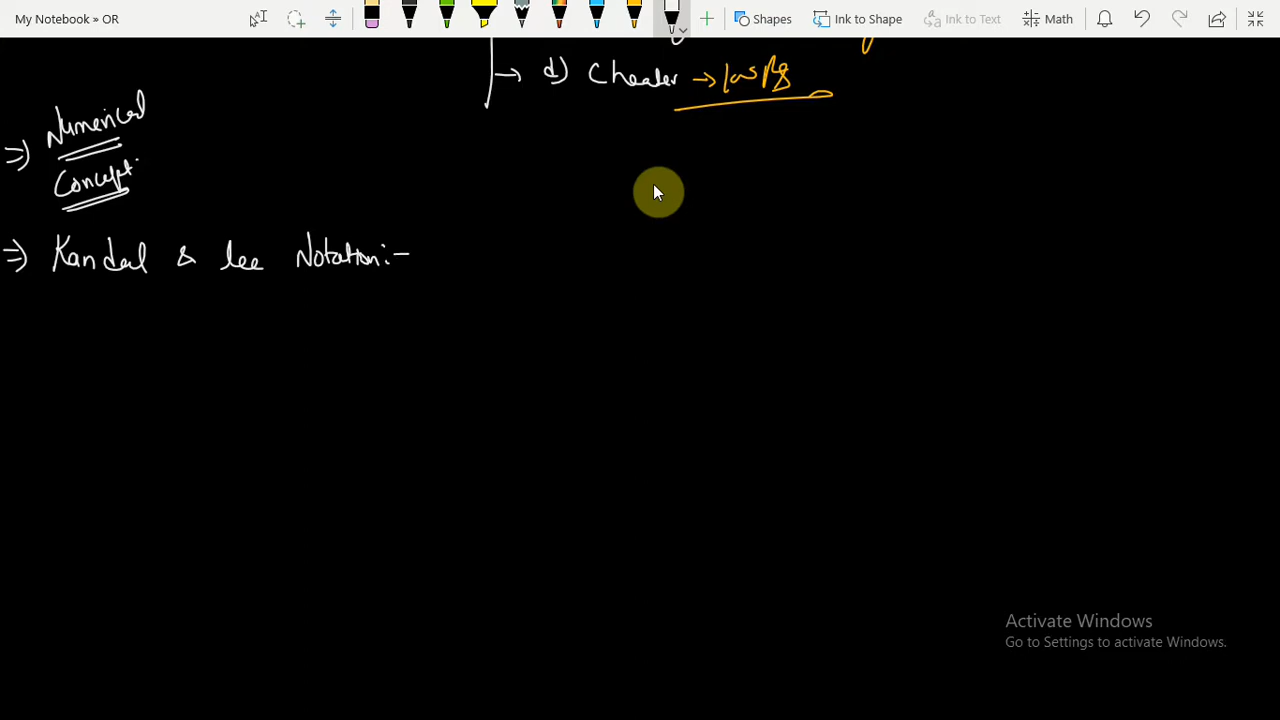 My Notebook » OR
Shapes
Ink to Shape
Ink to Text
Math
→ d) Cheater →
⇒ Numerical
Concept
⇒ Kandal & lee Notation:-
Activate Windows
Go to Settings to activate Windows.